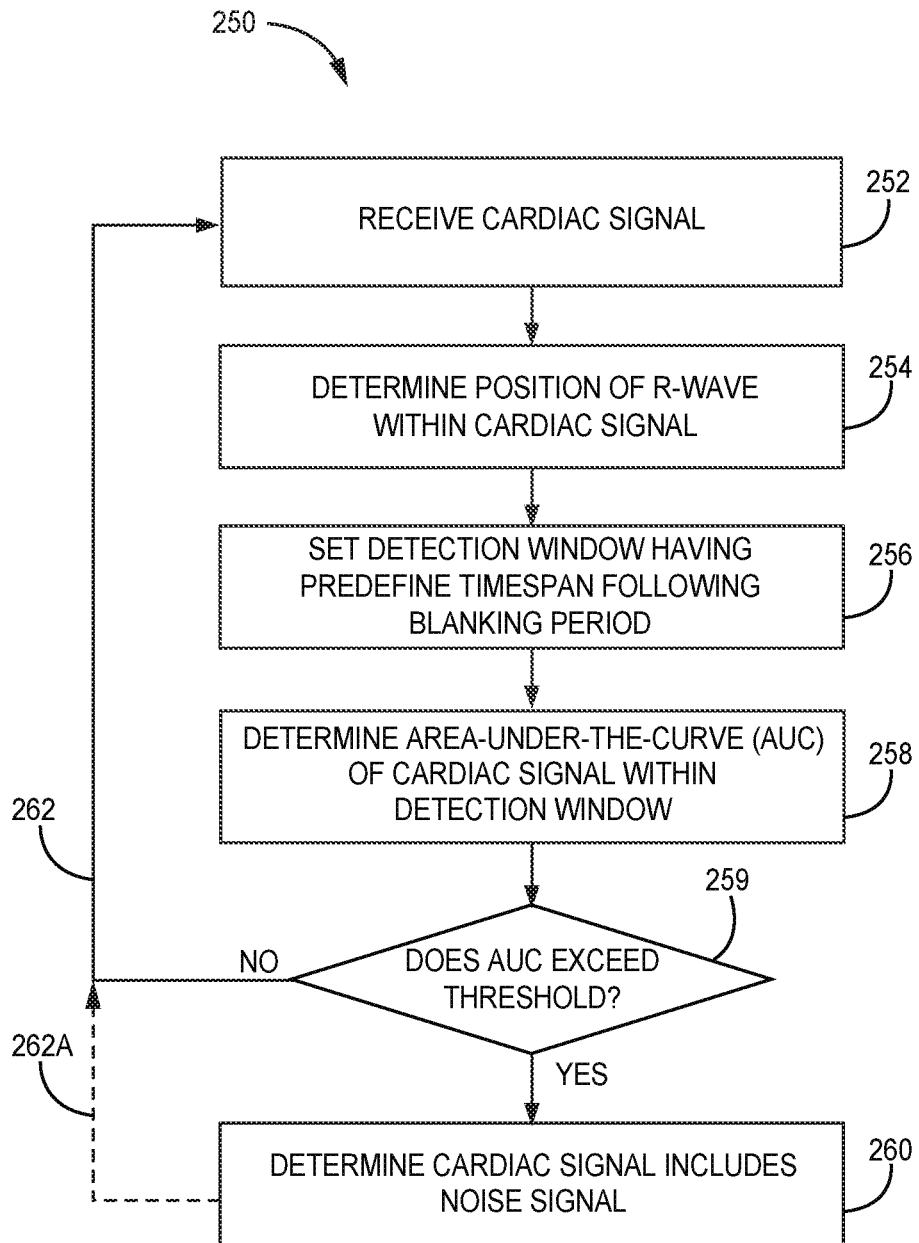 250
RECEIVE CARDIAC SIGNAL
252
DETERMINE POSITION OF R-WAVE
WITHIN CARDIAC SIGNAL
254
SET DETECTION WINDOW HAVING
PREDEFINE TIMESPAN FOLLOWING
BLANKING PERIOD
256
DETERMINE AREA-UNDER-THE-CURVE (AUC)
OF CARDIAC SIGNAL WITHIN
DETECTION WINDOW
258
262
259
NO
DOES AUC EXCEED
THRESHOLD?
262A
YES
DETERMINE CARDIAC SIGNAL INCLUDES
NOISE SIGNAL
260